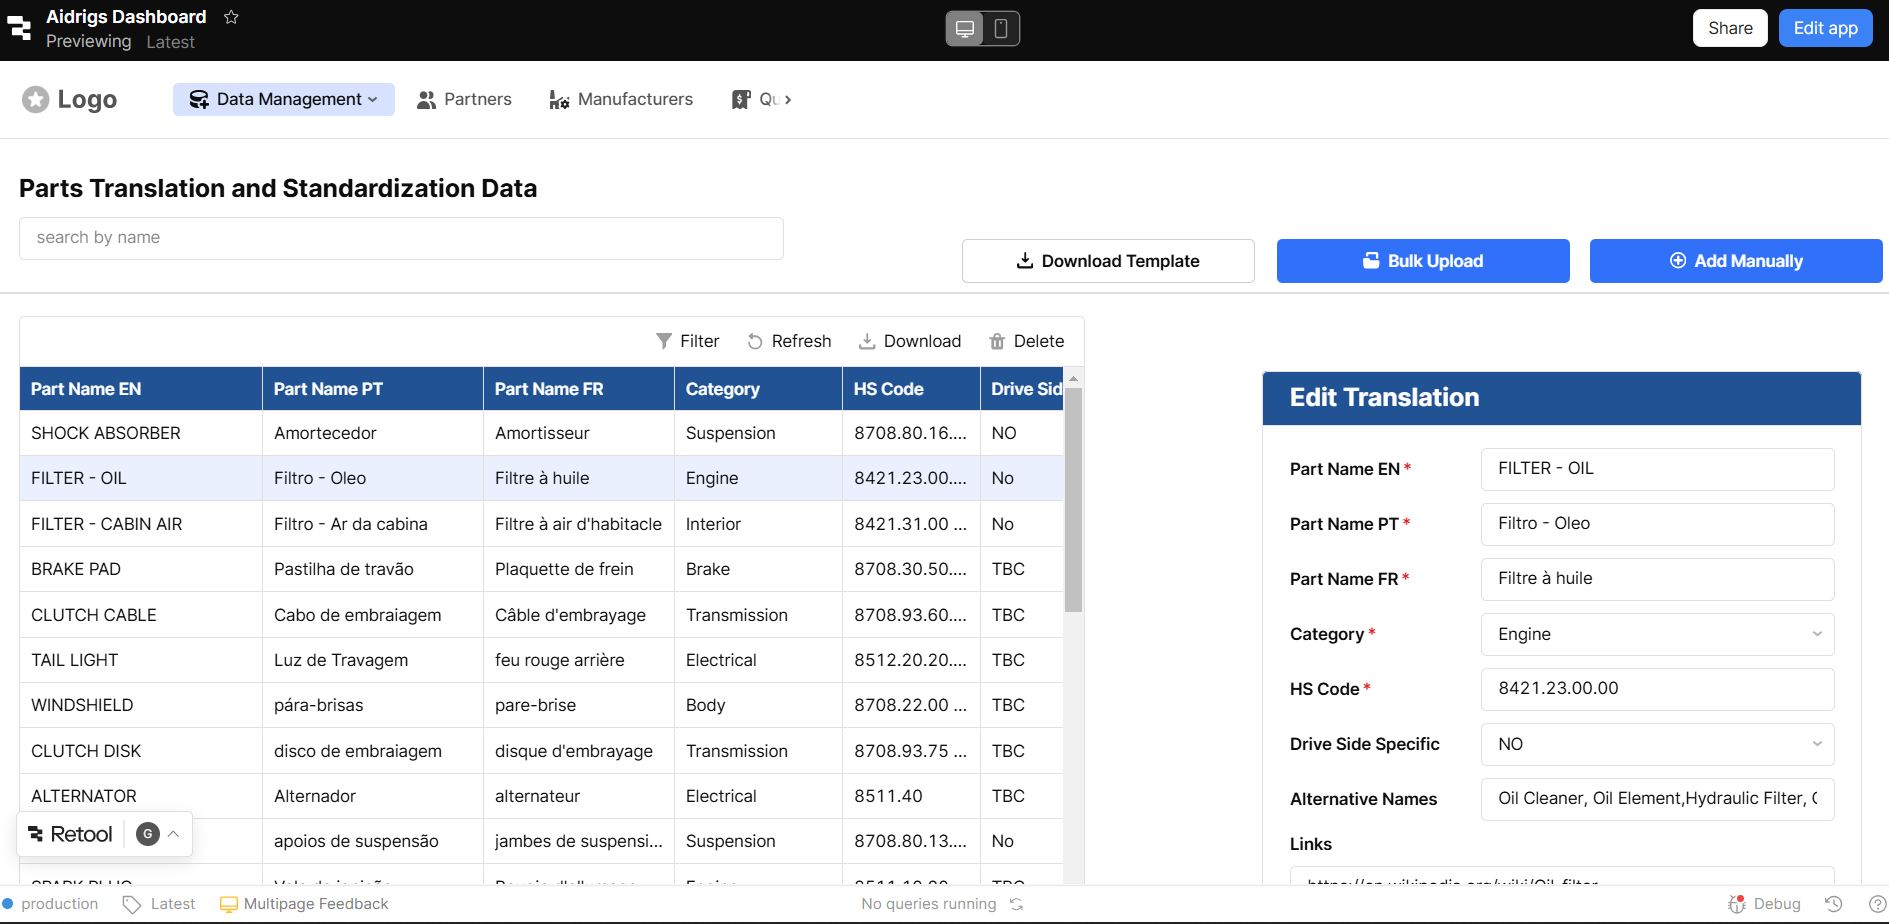 Aidrigs Dashboard
Previewing Latest
Share
Edit app
Logo
Data Management
Partners
Manufacturers
Parts Translation and Standardization Data
search by name
Download Template
Bulk Upload
Add Manually
Filter
Refresh
Download
Delete
Part Name EN Part Name PT Part Name FR Category HS Code Drive Sid
SHOCK ABSORBER Amortecedor Amortisseur Suspension 8708.80.16.... NO
FILTER - OIL Filtro - Oleo Filtre à huile Engine 8421.23.00.... No
FILTER - CABIN AIR Filtro - Ar da cabina Filtre à air d'habitacle Interior 8421.31.00 ... No
BRAKE PAD Pastilha de travão Plaquette de frein Brake 8708.30.50.... TBC
CLUTCH CABLE Cabo de embraiagem Câble d'embrayage Transmission 8708.93.60.... TBC
TAIL LIGHT Luz de Travagem feu rouge arrière Electrical 8512.20.20.... TBC
WINDSHIELD pára-brisas pare-brise Body 8708.22.00 ... TBC
CLUTCH DISK disco de embraiagem disque d'embrayage Transmission 8708.93.75 ... TBC
ALTERNATOR Alternador alternateur Electrical 8511.40 TBC
apoios de suspensão jambes de suspensi... Suspension 8708.80.13.... No
Edit Translation
Part Name EN * FILTER - OIL
Part Name PT * Filtro - Oleo
Part Name FR * Filtre à huile
Category * Engine
HS Code * 8421.23.00.00
Drive Side Specific NO
Alternative Names Oil Cleaner, Oil Element,Hydraulic Filter,
Links
https://en.wikipedia.org/wiki/Oil_filter
Retool G
production
Latest
Multipage Feedback
No queries running
Debug